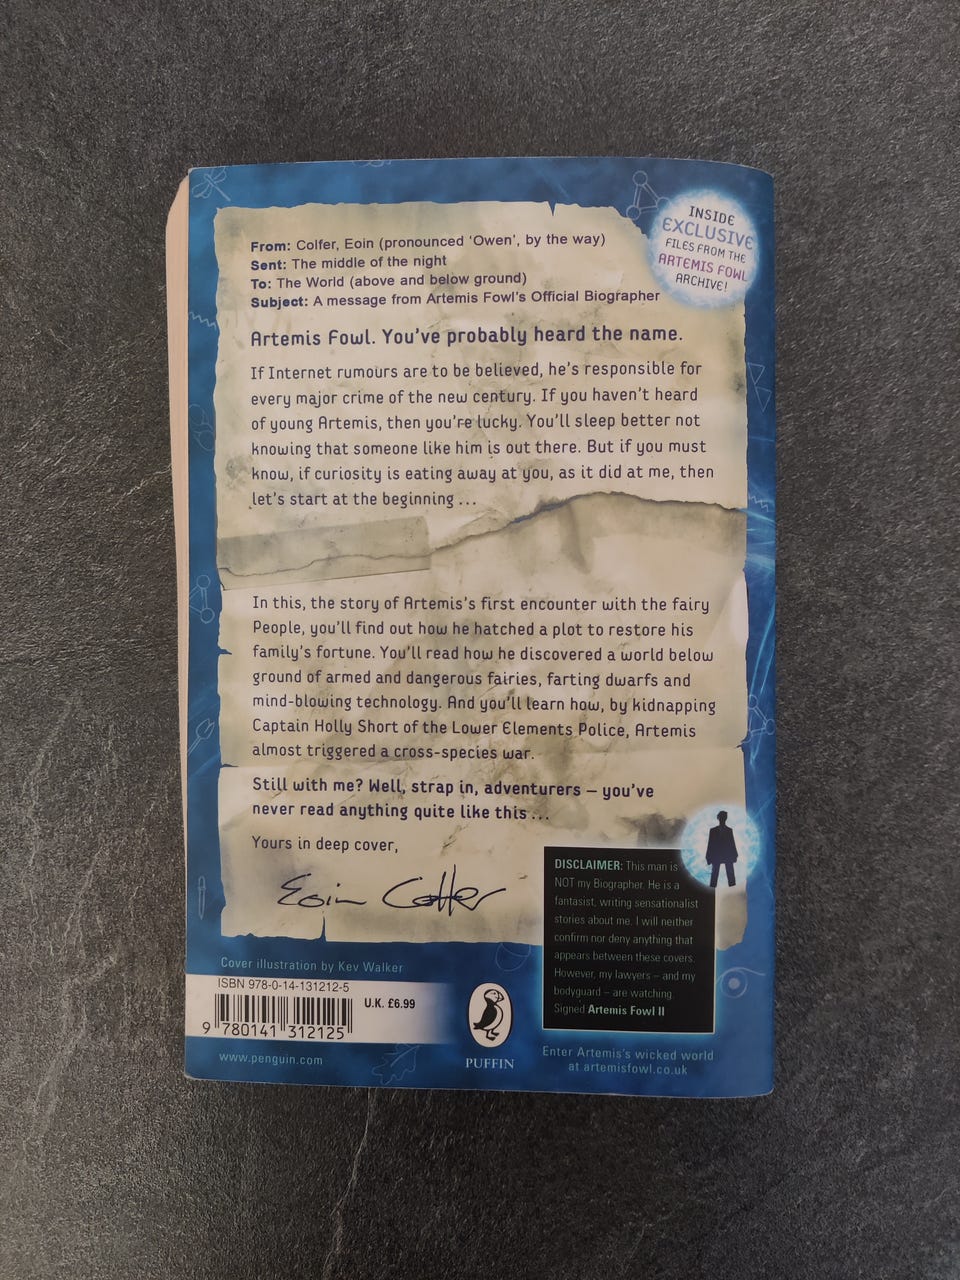 INSIDE
EXCLUSIVE
FILES FROM THE
ARTEMIS FOWL
ARCHIVE!
From: Colfer, Eoin (pronounced 'Owen', by the way)
Sent: The middle of the night
To: The World (above and below ground)
Subject: A message from Artemis Fowl's Official Biographer
Artemis Fowl. You've probably heard the name.
If Internet rumours are to be believed, he's responsible for
every major crime of the new century. If you haven't heard
of young Artemis, then you're lucky. You'll sleep better not
knowing that someone like him is out there. But if you must
know, if curiosity is eating away at you, as it did at me, then
let's start at the beginning ...
In this, the story of Artemis's first encounter with the fairy
People, you'll find out how he hatched a plot to restore his
family's fortune. You'll read how he discovered a world below
ground of armed and dangerous fairies, farting dwarfs and
mind-blowing technology. And you'll learn how, by kidnapping
Captain Holly Short of the Lower Elements Police, Artemis
almost triggered a cross-species war.
Still with me? Well, strap in, adventurers – you've
never read anything quite like this ...
Yours in deep cover,
Eoin Colfer
DISCLAIMER: This man is
NOT my Biographer. He is a
fantasist, writing sensationalist
stories about me. I will neither
confirm nor deny anything that
appears between these covers.
However, my lawyers – and my
bodyguard – are watching.
Signed Artemis Fowl II
Cover illustration by Kev Walker
ISBN 978-0-14-131212-5
U.K. £6.99
9 780141 312125
www.penguin.com
PUFFIN
Enter Artemis's wicked world
at artemisfowl.co.uk